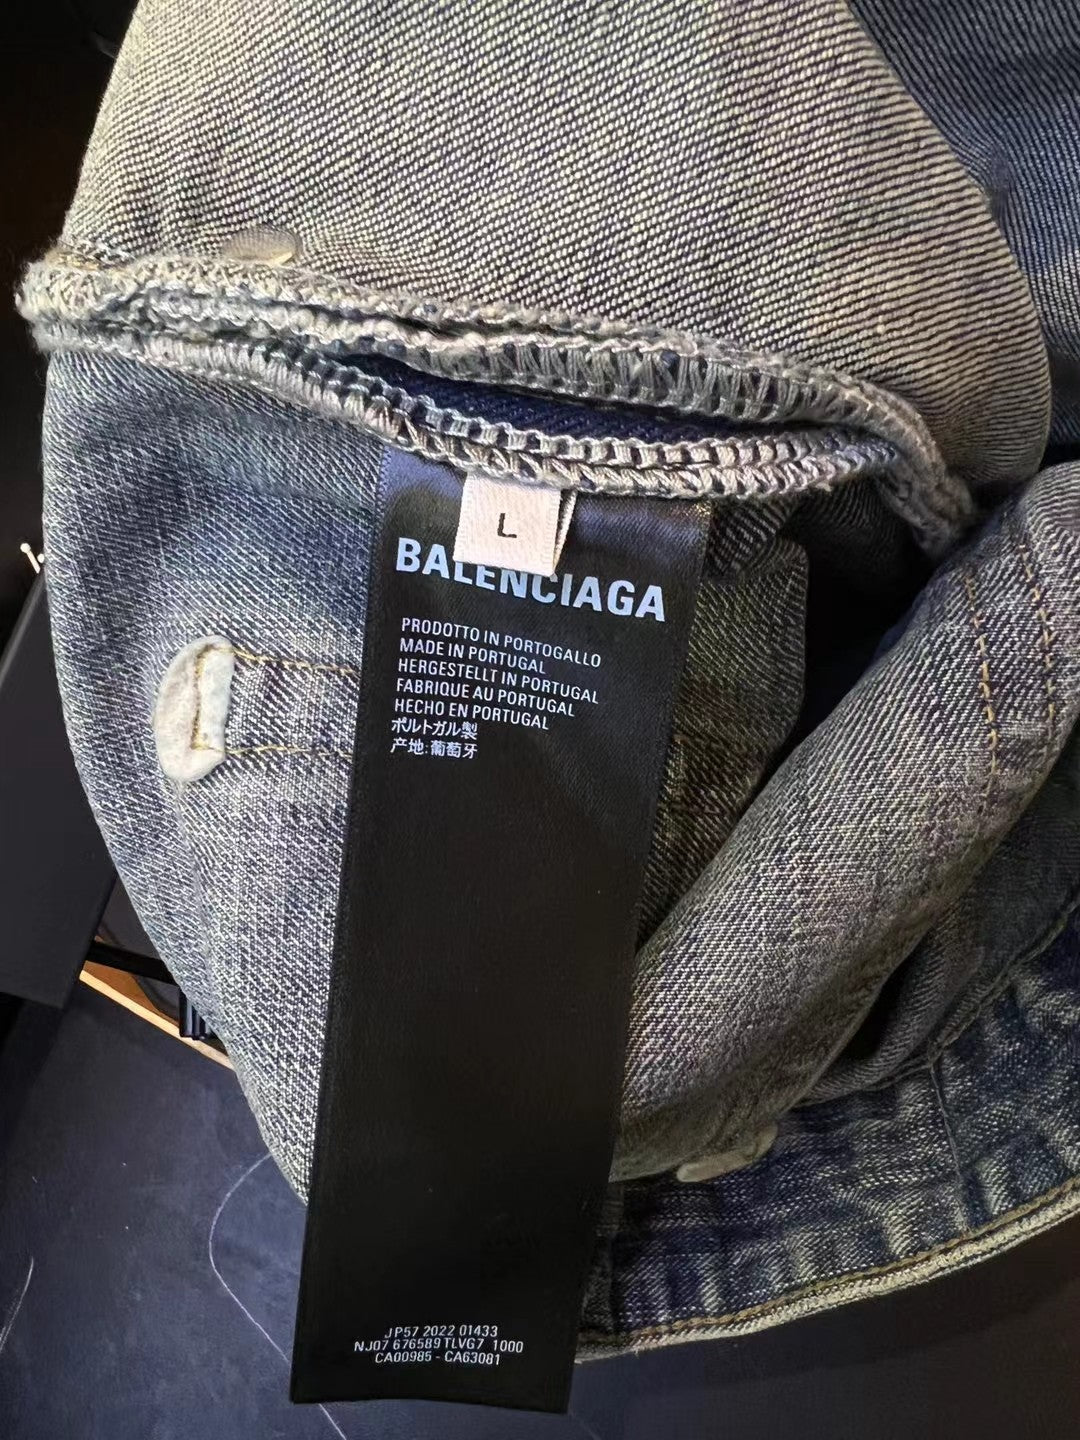 L
BALENCIAGA
PRODOTTO IN PORTOGALLO
MADE IN PORTUGAL
HERGESTELLT IN PORTUGAL
FABRIQUE AU PORTUGAL
HECHO EN PORTUGAL
ポルトガル製
产地:葡萄牙
JP57 2022 01433
NJ07 676589 TLVG7 1000
CA00985 - CA63081